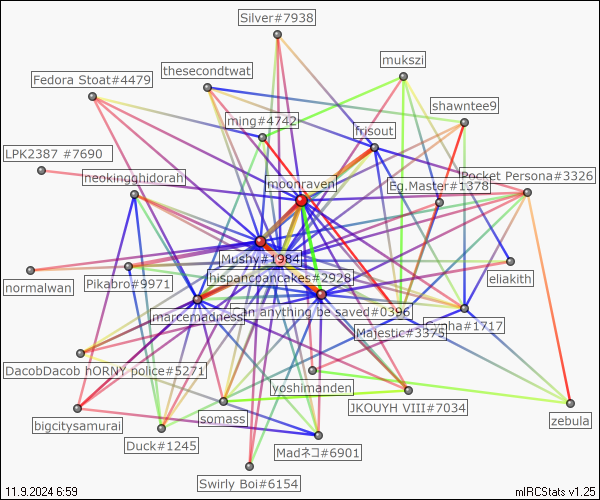 Silver#7938
mukszi
thesecondtwat
Fedora Stoat#4479
shawntee9
ming#4742
frisout
LPK2387 #7690
neokingghidorah
Pocket Persona#3326
moonraven
Eg.Master#1378
Mushy#1984
normalwan
Pikabro#9971
hispancpancakes#2928
eliakith
marcemadness
an anything be saved#0396
#1717
Majestic#3375
DacobDacob hORNY police#5271
yoshimanden
bigcitysamurai
somass
JKOUYH VIII#7034
zebula
Duck#1245
Madネコ#6901
Swirly Boi#6154
11.9.2024 6:59
mIRCStats v1.25